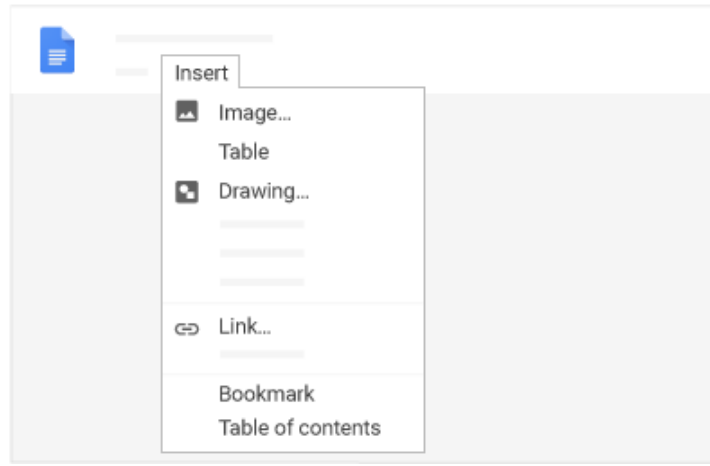 Insert
Image...
Table
Drawing...
Link...
Bookmark
Table of contents